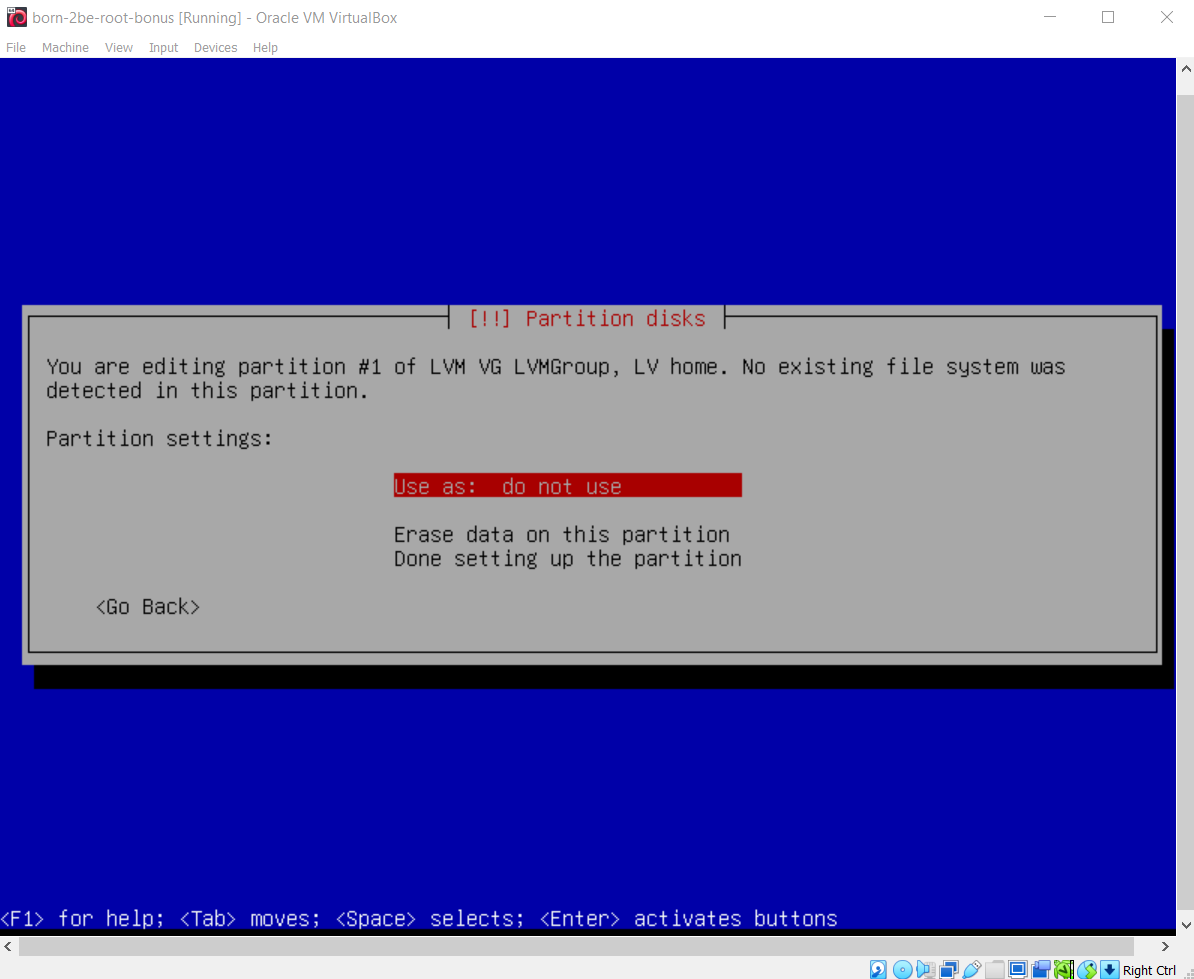 born-2be-root-bonus [Running] - Oracle VM VirtualBox
File Machine View Input Devices Help
[!!] Partition disks
You are editing partition #1 of LVM VG LVMGroup, LV home. No existing file system was
detected in this partition.
Partition settings:
Use as: do not use
Erase data on this partition
Done setting up the partition
<Go Back>
<F1> for help; <Tab> moves; <Space> selects; <Enter> activates buttons
Right Ctrl